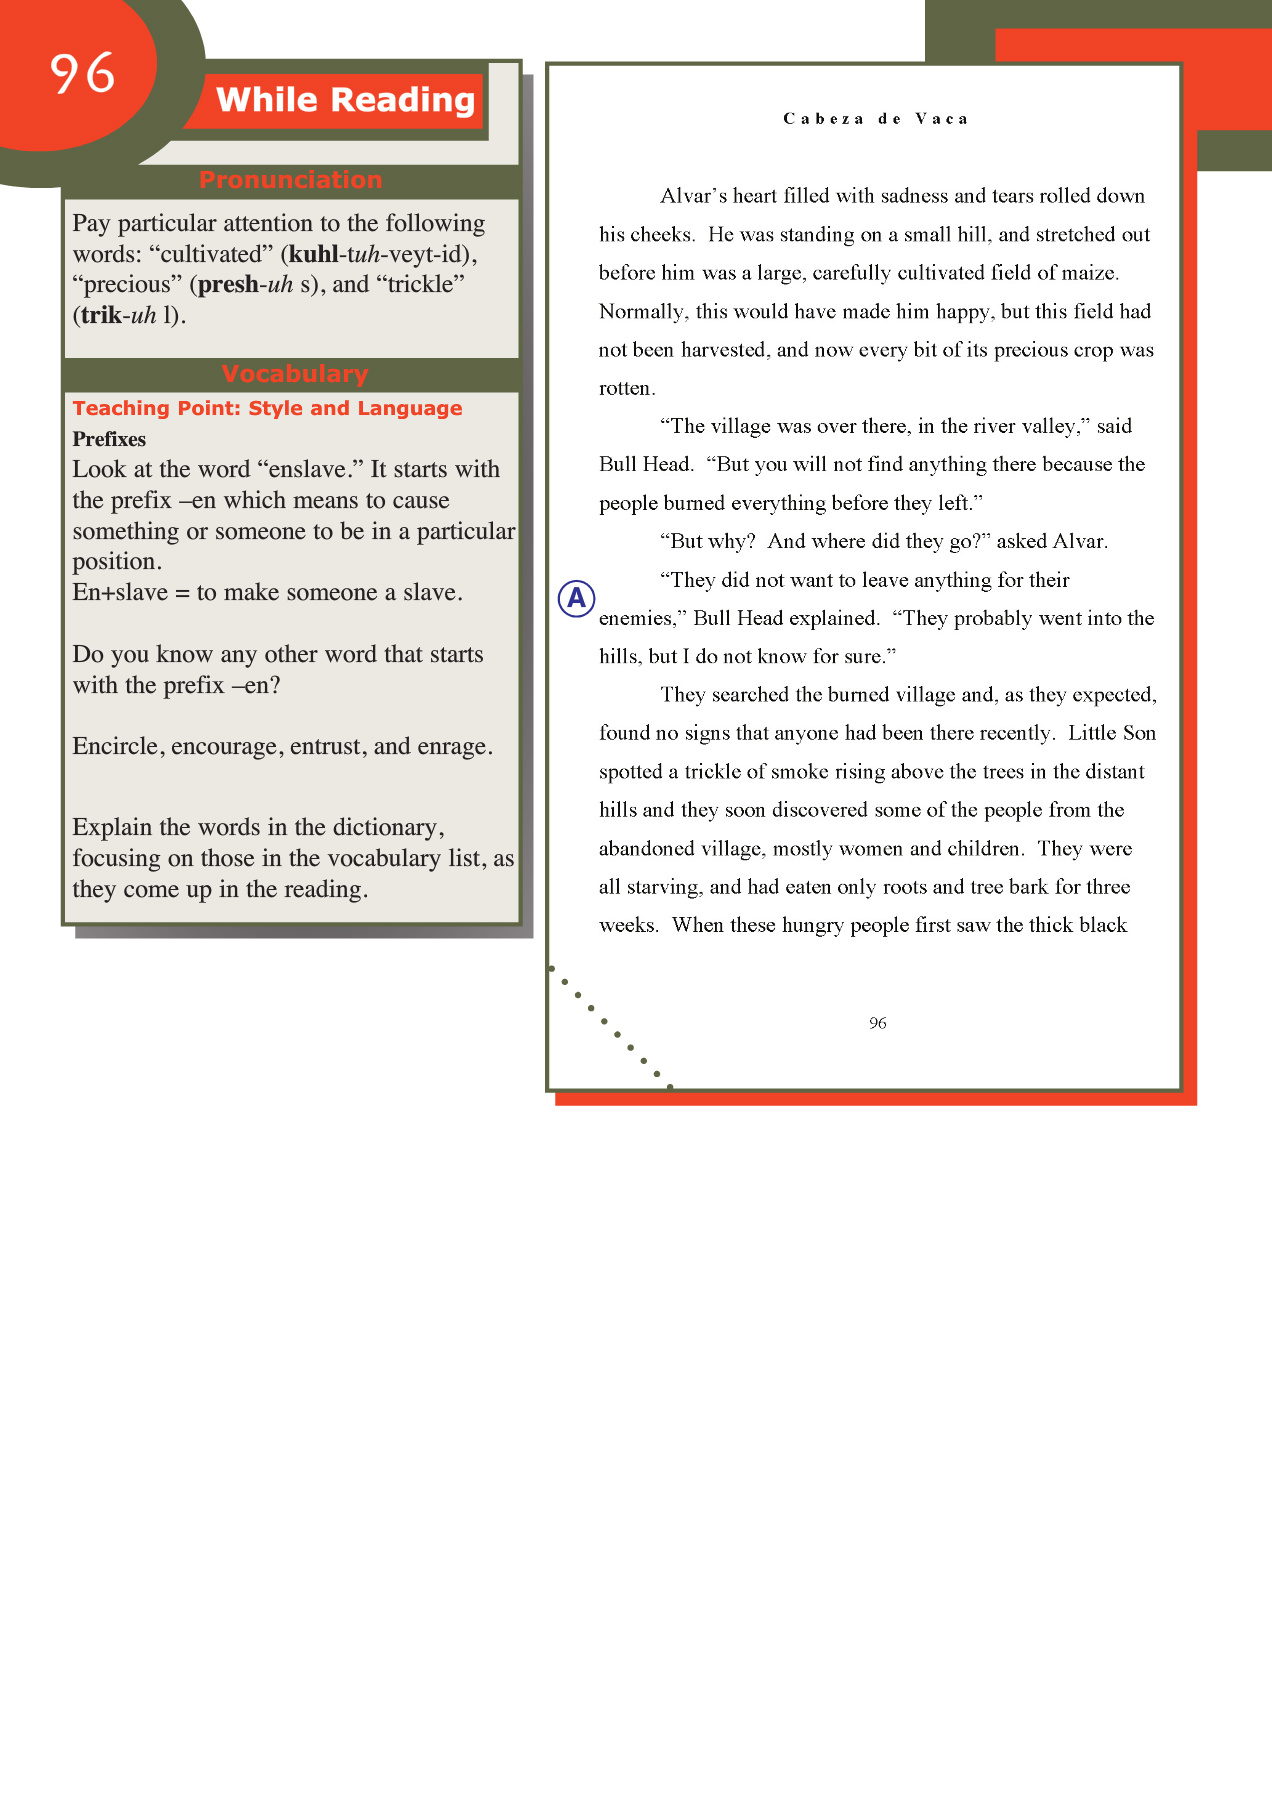 96
While Reading
Pronunciation
Pay particular attention to the following
words: “cultivated” (kuhl-tuh-veyt-id),
“precious” (presh-uh s), and “trickle”
(trik-uh l).
Vocabulary
Teaching Point: Style and Language
Prefixes
Look at the word “enslave.” It starts with
the prefix –en which means to cause
something or someone to be in a particular
position.
En+slave = to make someone a slave.
Do you know any other word that starts
with the prefix –en?
Encircle, encourage, entrust, and enrage.
Explain the words in the dictionary,
focusing on those in the vocabulary list, as
they come up in the reading.
Cabeza de Vaca
Alvar’s heart filled with sadness and tears rolled down
his cheeks. He was standing on a small hill, and stretched out
before him was a large, carefully cultivated field of maize.
Normally, this would have made him happy, but this field had
not been harvested, and now every bit of its precious crop was
rotten.
“The village was over there, in the river valley,” said
Bull Head. “But you will not find anything there because the
people burned everything before they left.”
“But why? And where did they go?” asked Alvar.
“They did not want to leave anything for their
A
enemies,” Bull Head explained. “They probably went into the
hills, but I do not know for sure.”
They searched the burned village and, as they expected,
found no signs that anyone had been there recently. Little Son
spotted a trickle of smoke rising above the trees in the distant
hills and they soon discovered some of the people from the
abandoned village, mostly women and children. They were
all starving, and had eaten only roots and tree bark for three
weeks. When these hungry people first saw the thick black
96